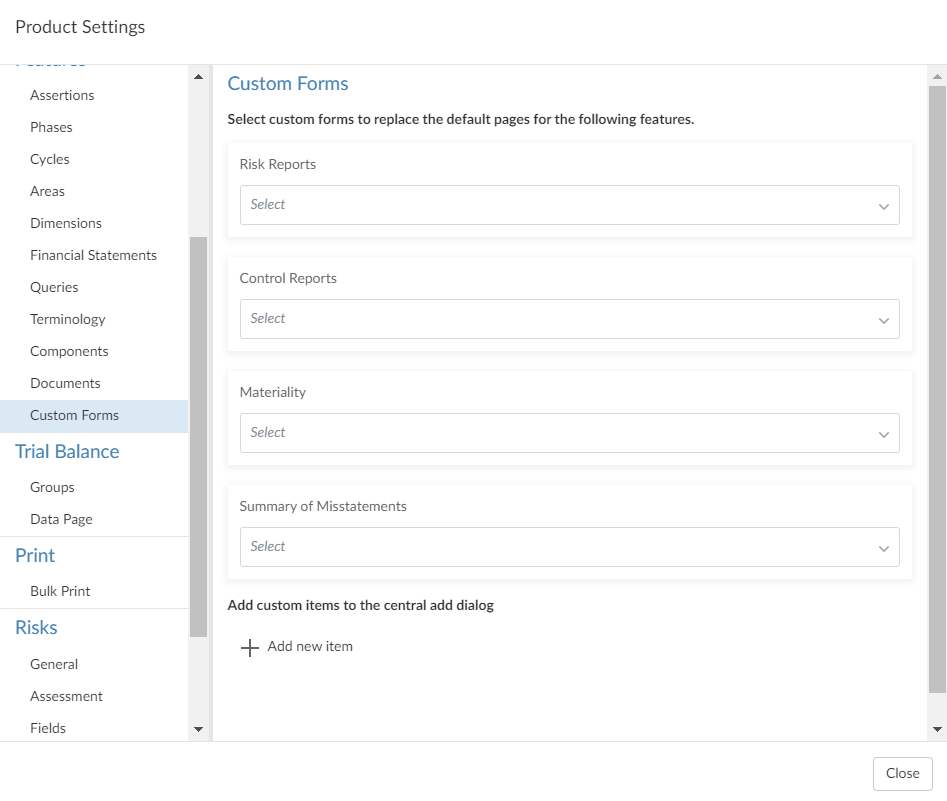 Product Settings
Assertions
Phases
Cycles
Areas
Dimensions
Financial Statements
Queries
Terminology
Components
Documents
Custom Forms
Trial Balance
Groups
Data Page
Print
Bulk Print
Risks
General
Assessment
Fields
Custom Forms
Select custom forms to replace the default pages for the following features.
Risk Reports
Select
Control Reports
Select
Materiality
Select
Summary of Misstatements
Select
Add custom items to the central add dialog
Add new item
Close